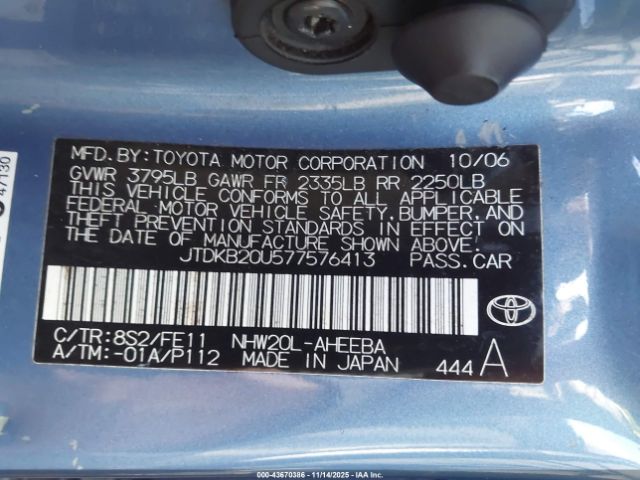 MFD. BY: TOYOTA MOTOR CORPORATION 10/06
GVWR 3795LB GAWR FR 2335LB RR 2250LB
THIS VEHICLE CONFORMS TO ALL APPLICABLE
FEDERAL MOTOR VEHICLE SAFETY, BUMPER, AND
THEFT PREVENTION STANDARDS IN EFFECT ON
THE DATE OF MANUFACTURE SHOWN ABOVE.
JTDKB20U577576413 PASS. CAR
C/TR: 8S2/FE11 NHW20L-AHEEBA
A/TM: -01A/P112 MADE IN JAPAN 444 A
47130
000-43670386 - 11/14/2025 - IAA Inc.